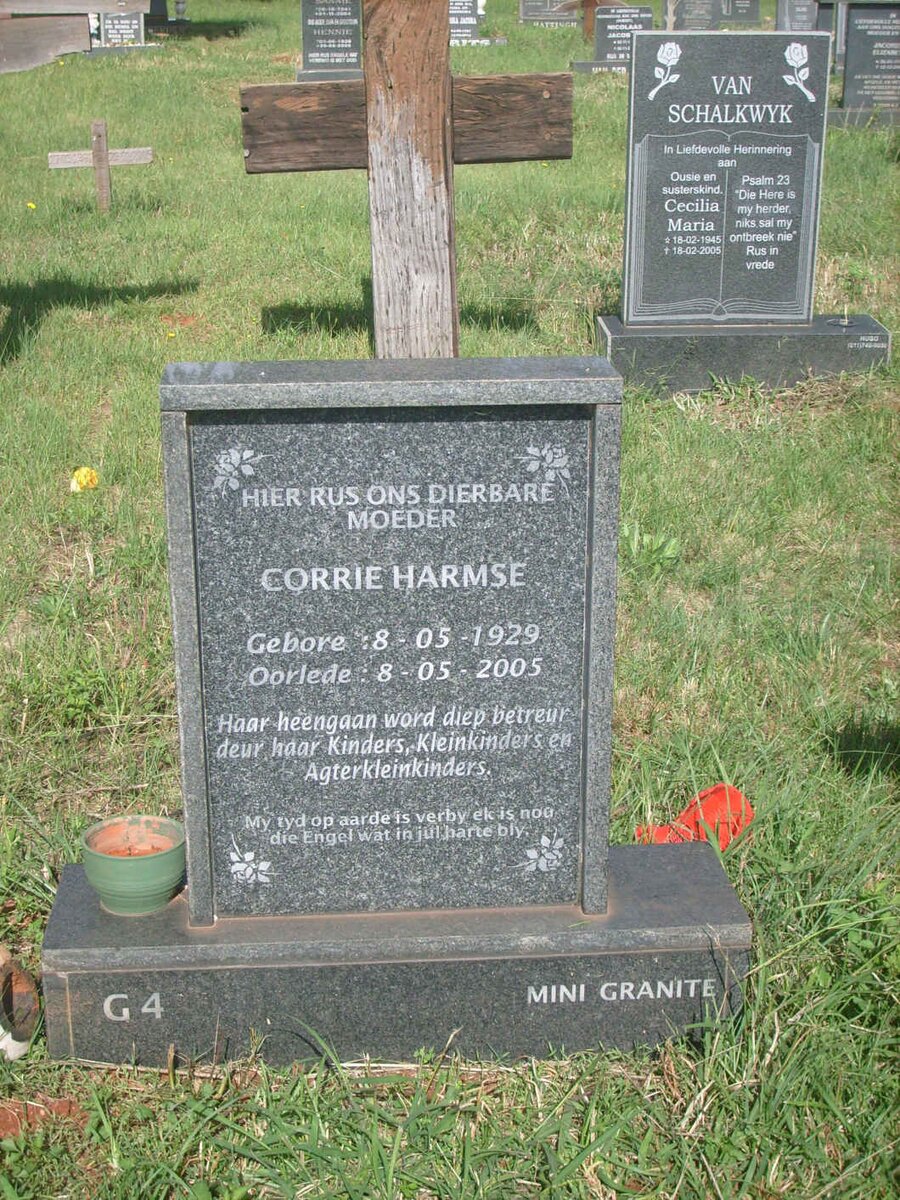 HENNIE
NICOLAAS
VAN
SCHALKWYK
In Liefdevolle Herinnering
aan
Ousie en
susterskind.
Cecilia
Maria
☆ 18-02-1945
† 18-02-2005
Psalm 23
"Die Here is
my herder,
niks sal my
ontbreek nie"
Rus in
vrede
HIER RUS ONS DIERBARE
MOEDER
CORRIE HARMSE
Gebore : 8 - 05 - 1929
Oorlede : 8 - 05 - 2005
Haar heengaan word diep betreur
deur haar Kinders, Kleinkinders en
Agterkleinkinders.
My tyd op aarde is verby ek is nou
die Engel wat in jul harte bly.
G 4
MINI GRANITE